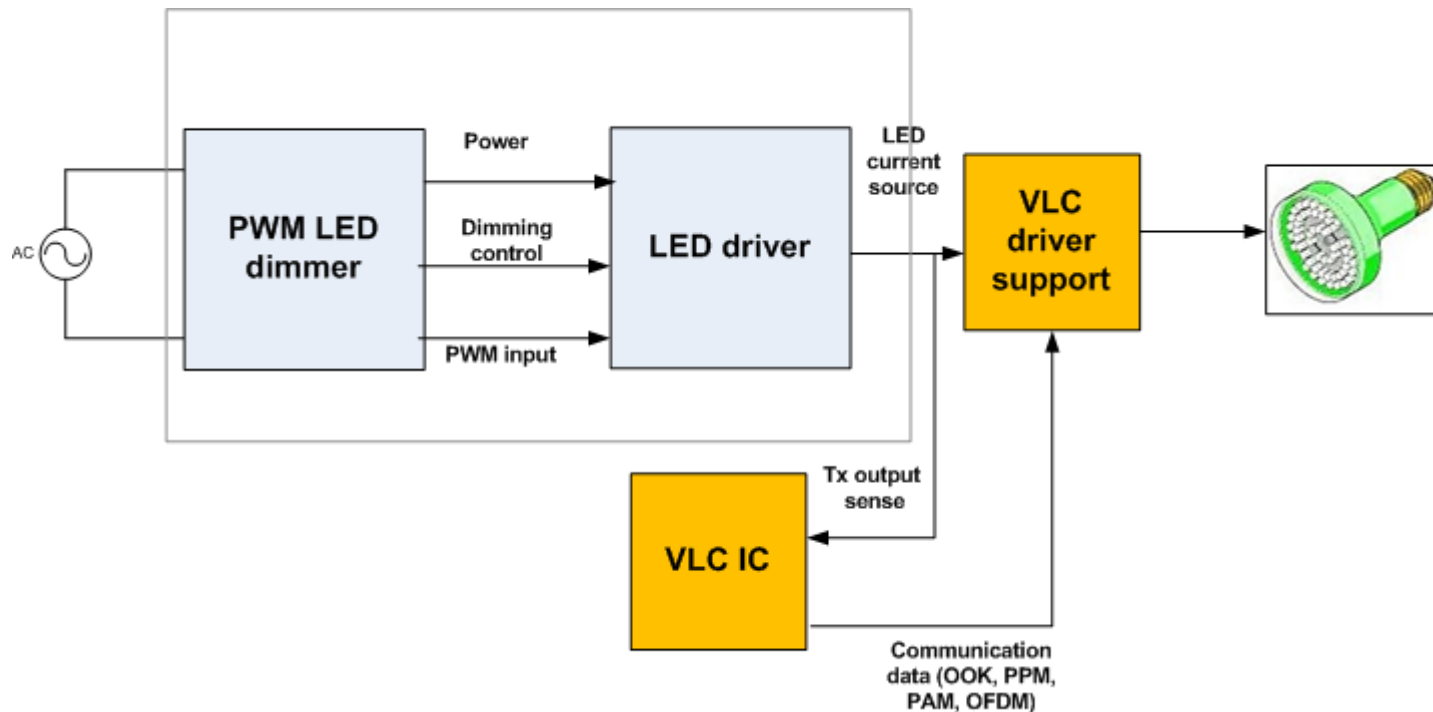 AC
PWM LED
dimmer
Power
Dimming
control
PWM input
LED driver
LED
current
source
VLC
driver
support
Tx output
sense
VLC IC
Communication
data (OOK, PPM,
PAM, OFDM)